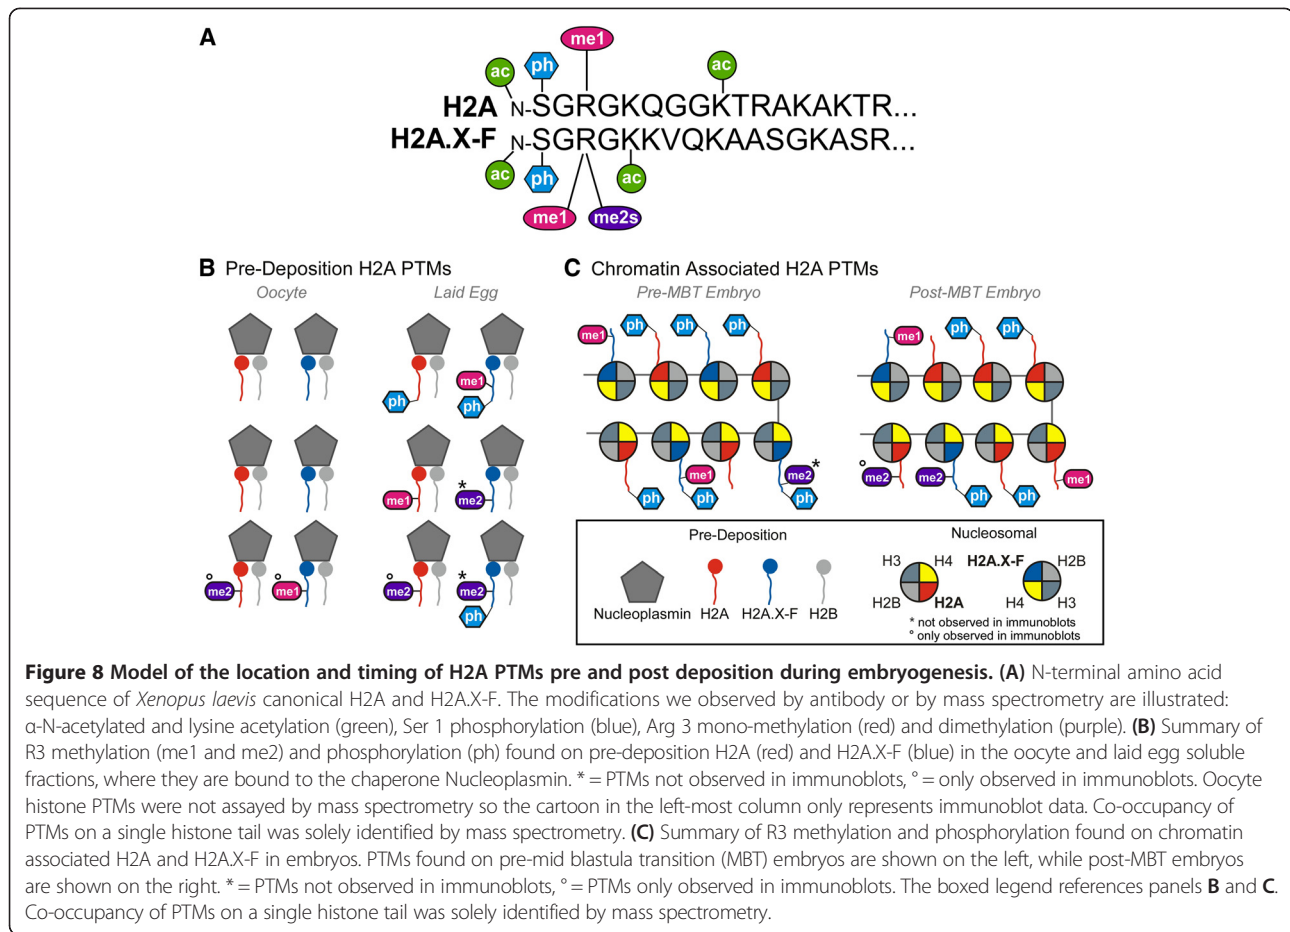 A
me1
ac
ph
ac
H2A N-SGRGKQGGKTRAKAKTR...
H2A.X-F N-SGRGKKVQKAASGKASR...
ac
ph
ac
me1
me2s
B Pre-Deposition H2A PTMs
Oocyte
Laid Egg
ph
me1
ph
me1
*
me2
°
me2
°
me1
°
me2
*
me2
ph
C Chromatin Associated H2A PTMs
Pre-MBT Embryo
Post-MBT Embryo
me1
ph
ph
ph
ph
me1
ph
*
me2
ph
me1
ph
ph
°
me2
me2
ph
ph
me1
Pre-Deposition
Nucleoplasmin
H2A
H2A.X-F
H2B
Nucleosomal
H3
H4
H2B
H2A
H2A.X-F
H2B
H4
H3
* not observed in immunoblots
° only observed in immunoblots
Figure 8 Model of the location and timing of H2A PTMs pre and post deposition during embryogenesis. (A) N-terminal amino acid
sequence of Xenopus laevis canonical H2A and H2A.X-F. The modifications we observed by antibody or by mass spectrometry are illustrated:
α-N-acetylated and lysine acetylation (green), Ser 1 phosphorylation (blue), Arg 3 mono-methylation (red) and dimethylation (purple). (B) Summary of
R3 methylation (me1 and me2) and phosphorylation (ph) found on pre-deposition H2A (red) and H2A.X-F (blue) in the oocyte and laid egg soluble
fractions, where they are bound to the chaperone Nucleoplasmin. * = PTMs not observed in immunoblots, ° = only observed in immunoblots. Oocyte
histone PTMs were not assayed by mass spectrometry so the cartoon in the left-most column only represents immunoblot data. Co-occupancy of
PTMs on a single histone tail was solely identified by mass spectrometry. (C) Summary of R3 methylation and phosphorylation found on chromatin
associated H2A and H2A.X-F in embryos. PTMs found on pre-mid blastula transition (MBT) embryos are shown on the left, while post-MBT embryos
are shown on the right. * = PTMs not observed in immunoblots, ° = PTMs only observed in immunoblots. The boxed legend references panels B and C.
Co-occupancy of PTMs on a single histone tail was solely identified by mass spectrometry.